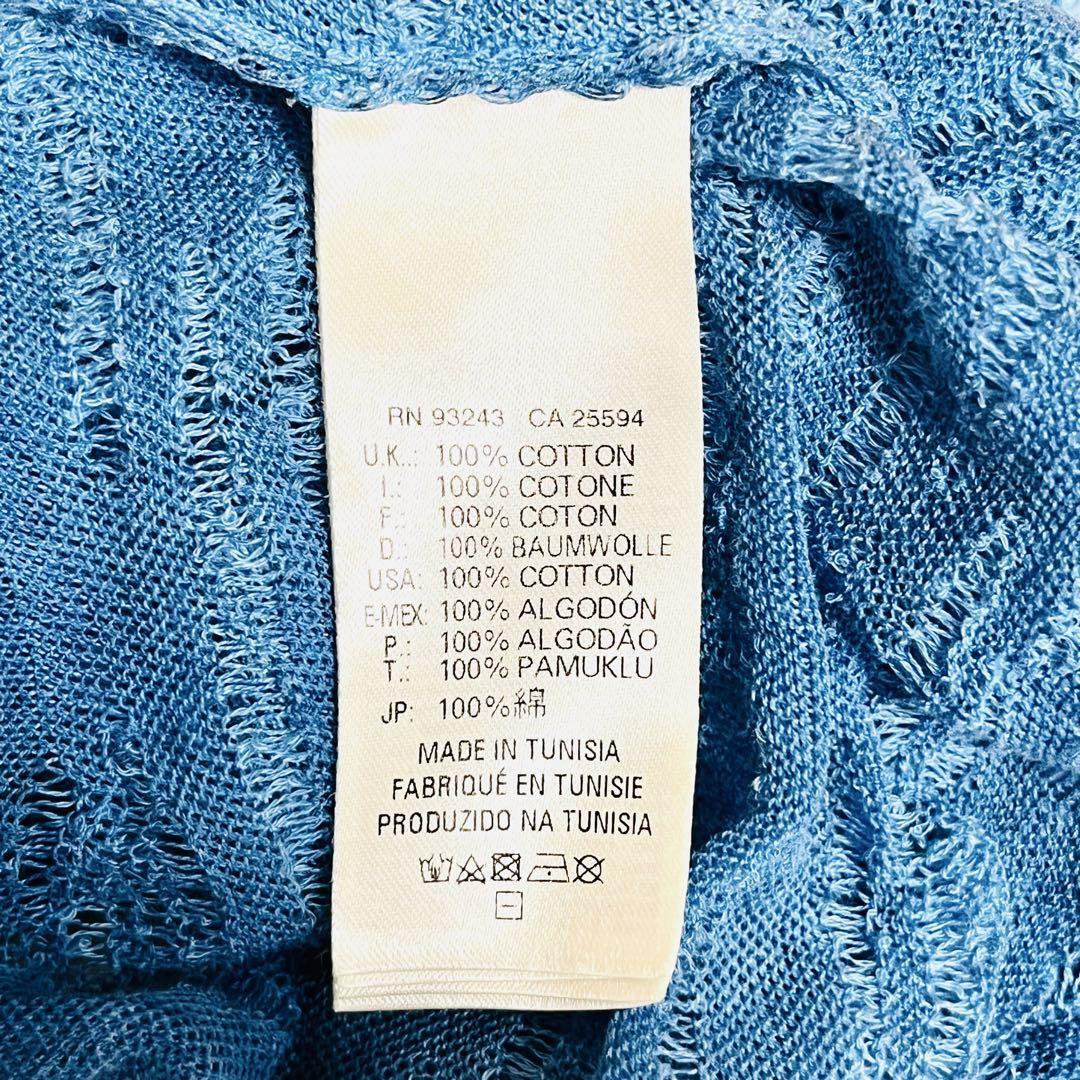 RN 93243 CA 25594
U.K..: 100% COTTON
I.: 100% COTONE
F.: 100% COTON
D.: 100% BAUMWOLLE
USA: 100% COTTON
E-MEX: 100% ALGODÓN
P.: 100% ALGODÃO
T.: 100% PAMUKLU
JP: 100%綿
MADE IN TUNISIA
FABRIQUÉ EN TUNISIE
PRODUZIDO NA TUNISIA